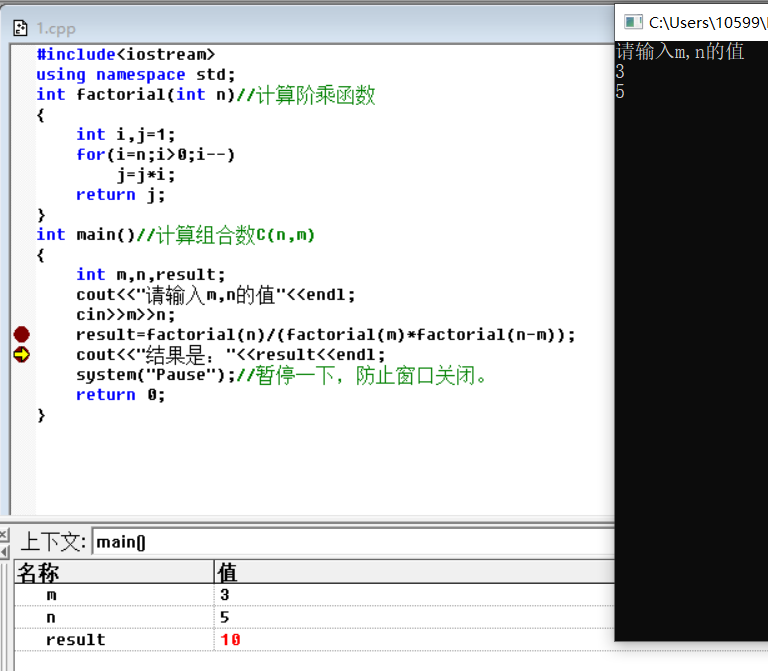 1.cpp
#include<iostream>
using namespace std;
int factorial(int n)//计算阶乘函数
{
    int i,j=1;
    for(i=n;i>0;i--)
        j=j*i;
    return j;
}
int main()//计算组合数C(n,m)
{
    int m,n,result;
    cout<<"请输入m,n的值"<<endl;
    cin>>m>>n;
    result=factorial(n)/(factorial(m)*factorial(n-m));
    cout<<"结果是："<<result<<endl;
    system("Pause");//暂停一下，防止窗口关闭。
    return 0;
}
C:\Users\10599\
请输入m,n的值
3
5
上下文: main()
名称 值
m 3
n 5
result 10